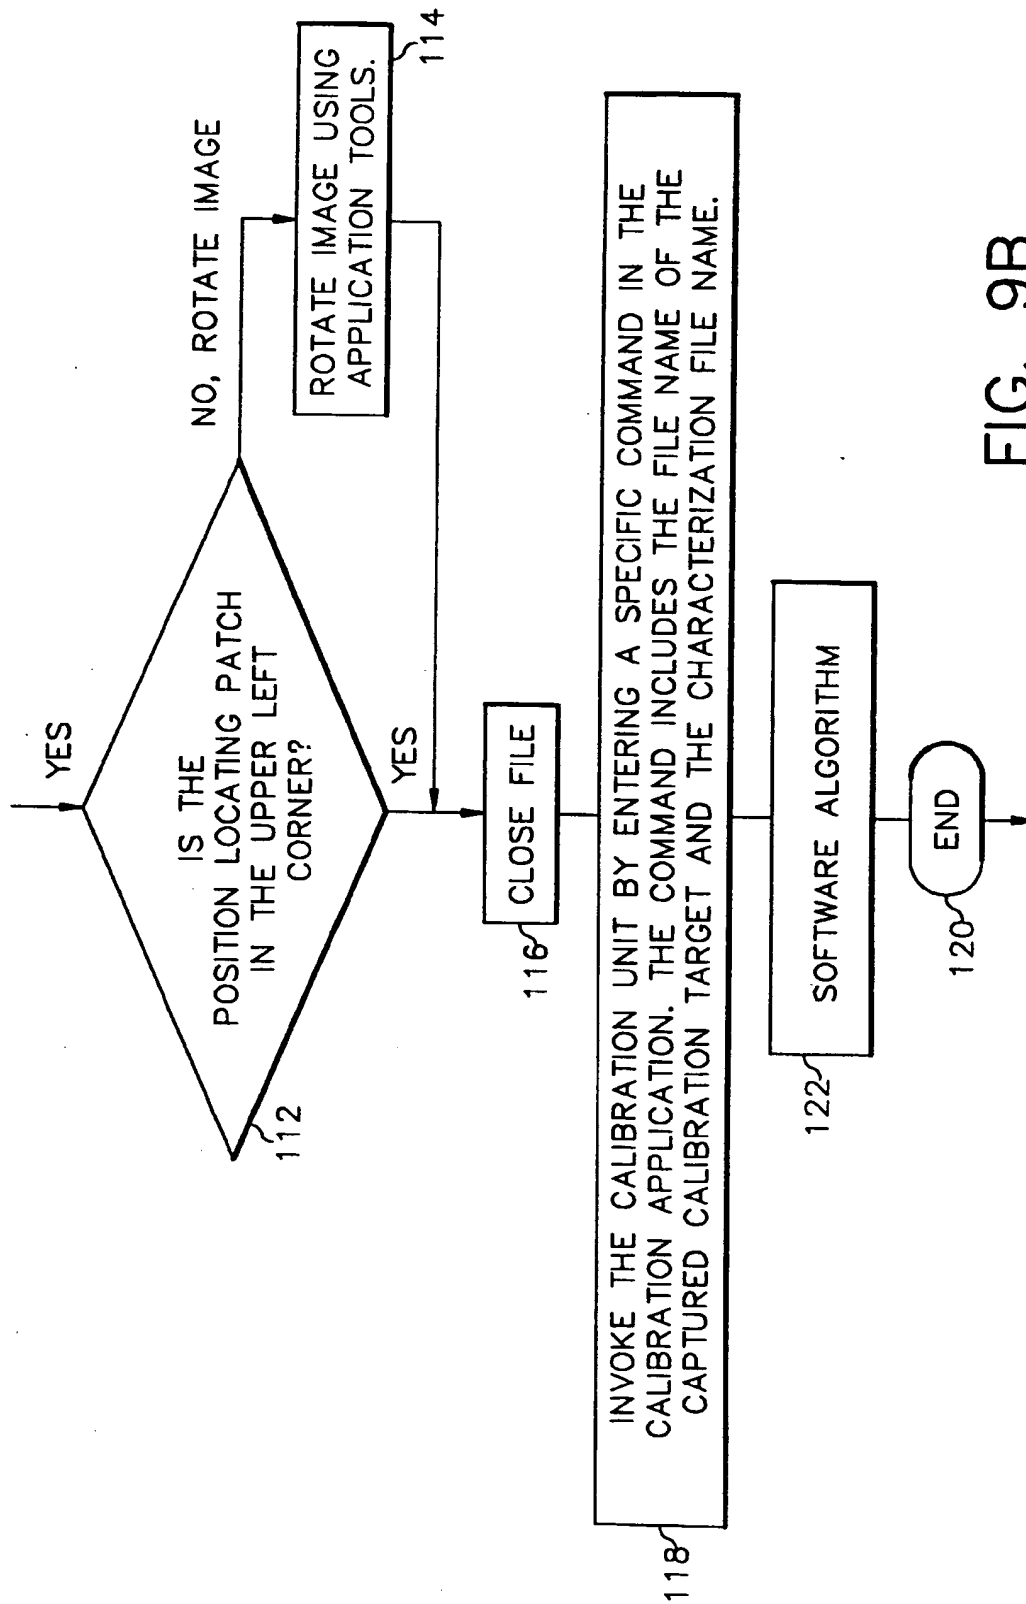 YES
IS THE
POSITION LOCATING PATCH
IN THE UPPER LEFT
CORNER?
112
NO, ROTATE IMAGE
ROTATE IMAGE USING
APPLICATION TOOLS.
114
YES
CLOSE FILE
116
INVOKE THE CALIBRATION UNIT BY ENTERING A SPECIFIC COMMAND IN THE
CALIBRATION APPLICATION. THE COMMAND INCLUDES THE FILE NAME OF THE
CAPTURED CALIBRATION TARGET AND THE CHARACTERIZATION FILE NAME.
118
SOFTWARE ALGORITHM
122
END
120
FIG. 9B